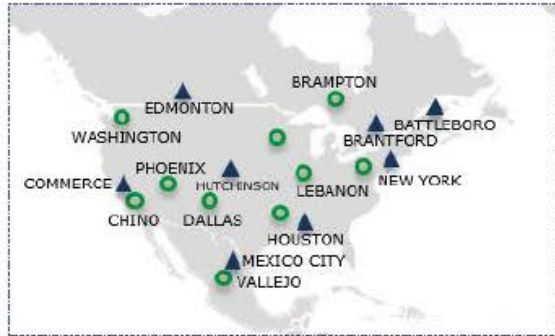 BRAMPTON
EDMONTON
BATTLEBORO
WASHINGTON
BRANTFORD
PHOENIX
NEW YORK
COMMERCE
HUTCHINSON
LEBANON
CHINO
DALLAS
HOUSTON
MEXICO CITY
VALLEJO